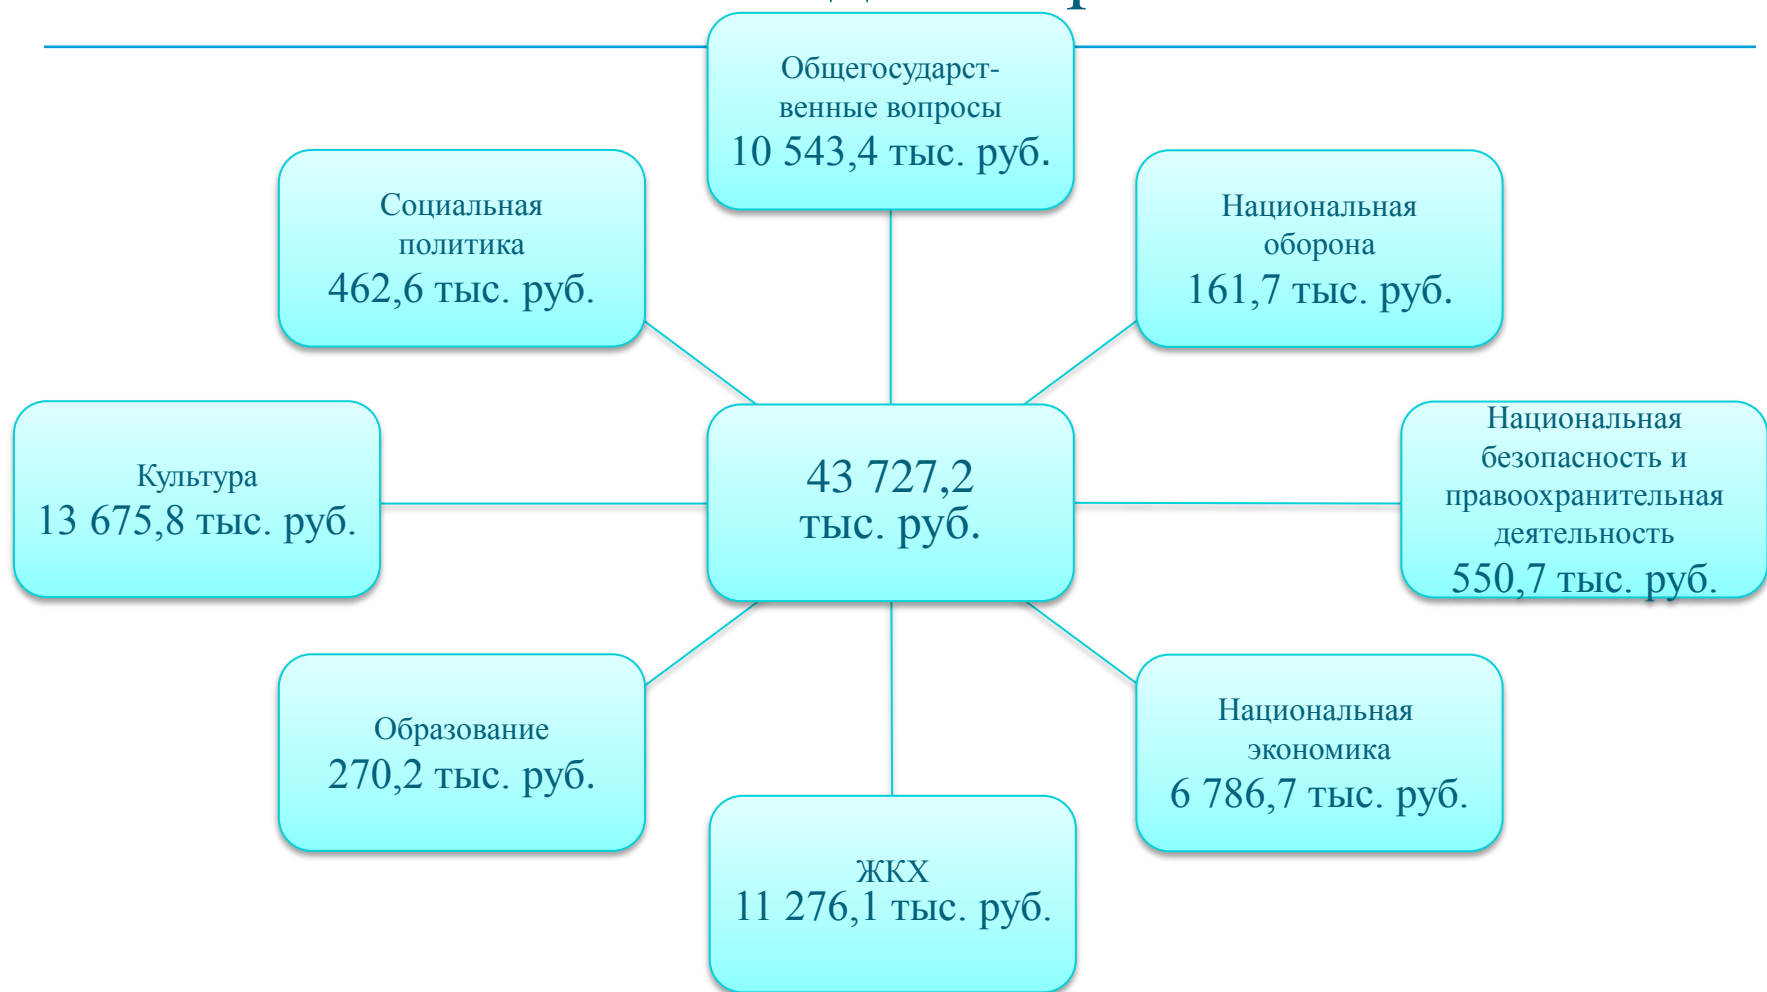 Общегосударст-
венные вопросы
10 543,4 тыс. руб.
Социальная
политика
462,6 тыс. руб.
Национальная
оборона
161,7 тыс. руб.
Культура
13 675,8 тыс. руб.
43 727,2
тыс. руб.
Национальная
безопасность и
правоохранительная
деятельность
550,7 тыс. руб.
Образование
270,2 тыс. руб.
Национальная
экономика
6 786,7 тыс. руб.
ЖКХ
11 276,1 тыс. руб.